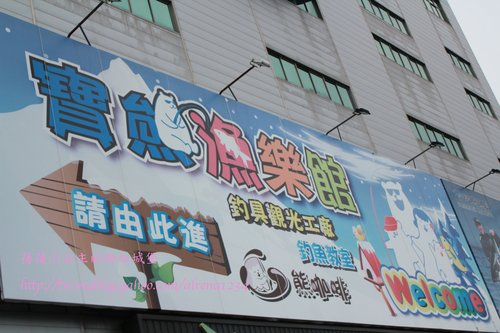 寶熊漁樂館
釣具觀光工廠
請由此進
釣魚教室
熊咖啡
Welcome